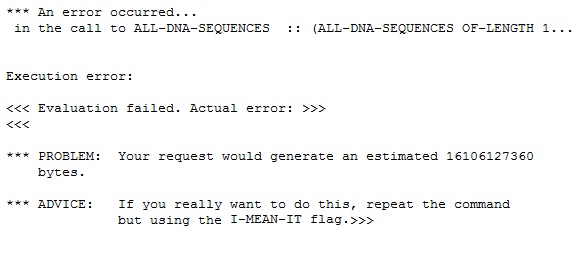 *** An error occurred...
in the call to ALL-DNA-SEQUENCES :: (ALL-DNA-SEQUENCES OF-LENGTH 1...
Execution error:
<<< Evaluation failed. Actual error: >>>
<<<
*** PROBLEM: Your request would generate an estimated 16106127360
bytes.
*** ADVICE: If you really want to do this, repeat the command
but using the I-MEAN-IT flag.>>>